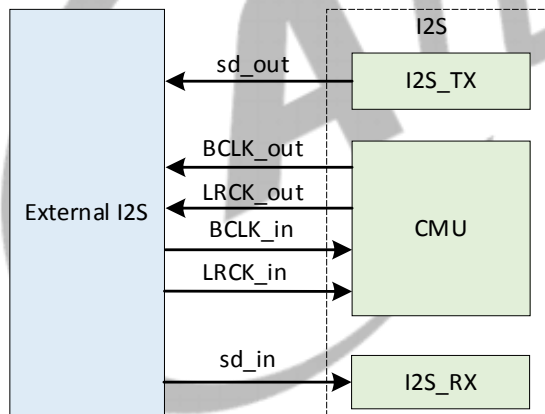 I2S
sd_out
I2S_TX
BCLK_out
LRCK_out
External I2S
BCLK_in
CMU
LRCK_in
sd_in
I2S_RX